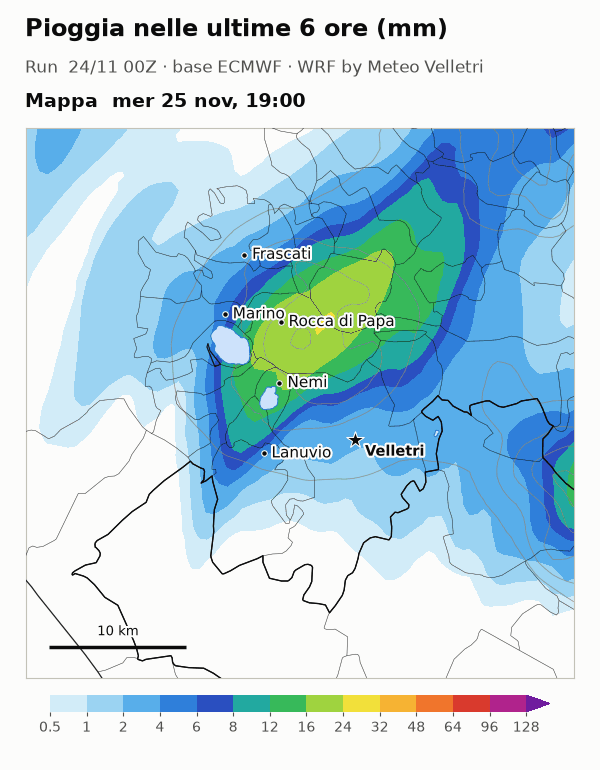 Pioggia nelle ultime 6 ore (mm)
Run  24/11 00Z · base ECMWF · WRF by Meteo Velletri
Mappa  mer 25 nov, 19:00
Frascati
Marino
Rocca di Papa
Nemi
Velletri
Lanuvio
10 km
0.5 1 2 4 6 8 12 16 24 32 48 64 96 128